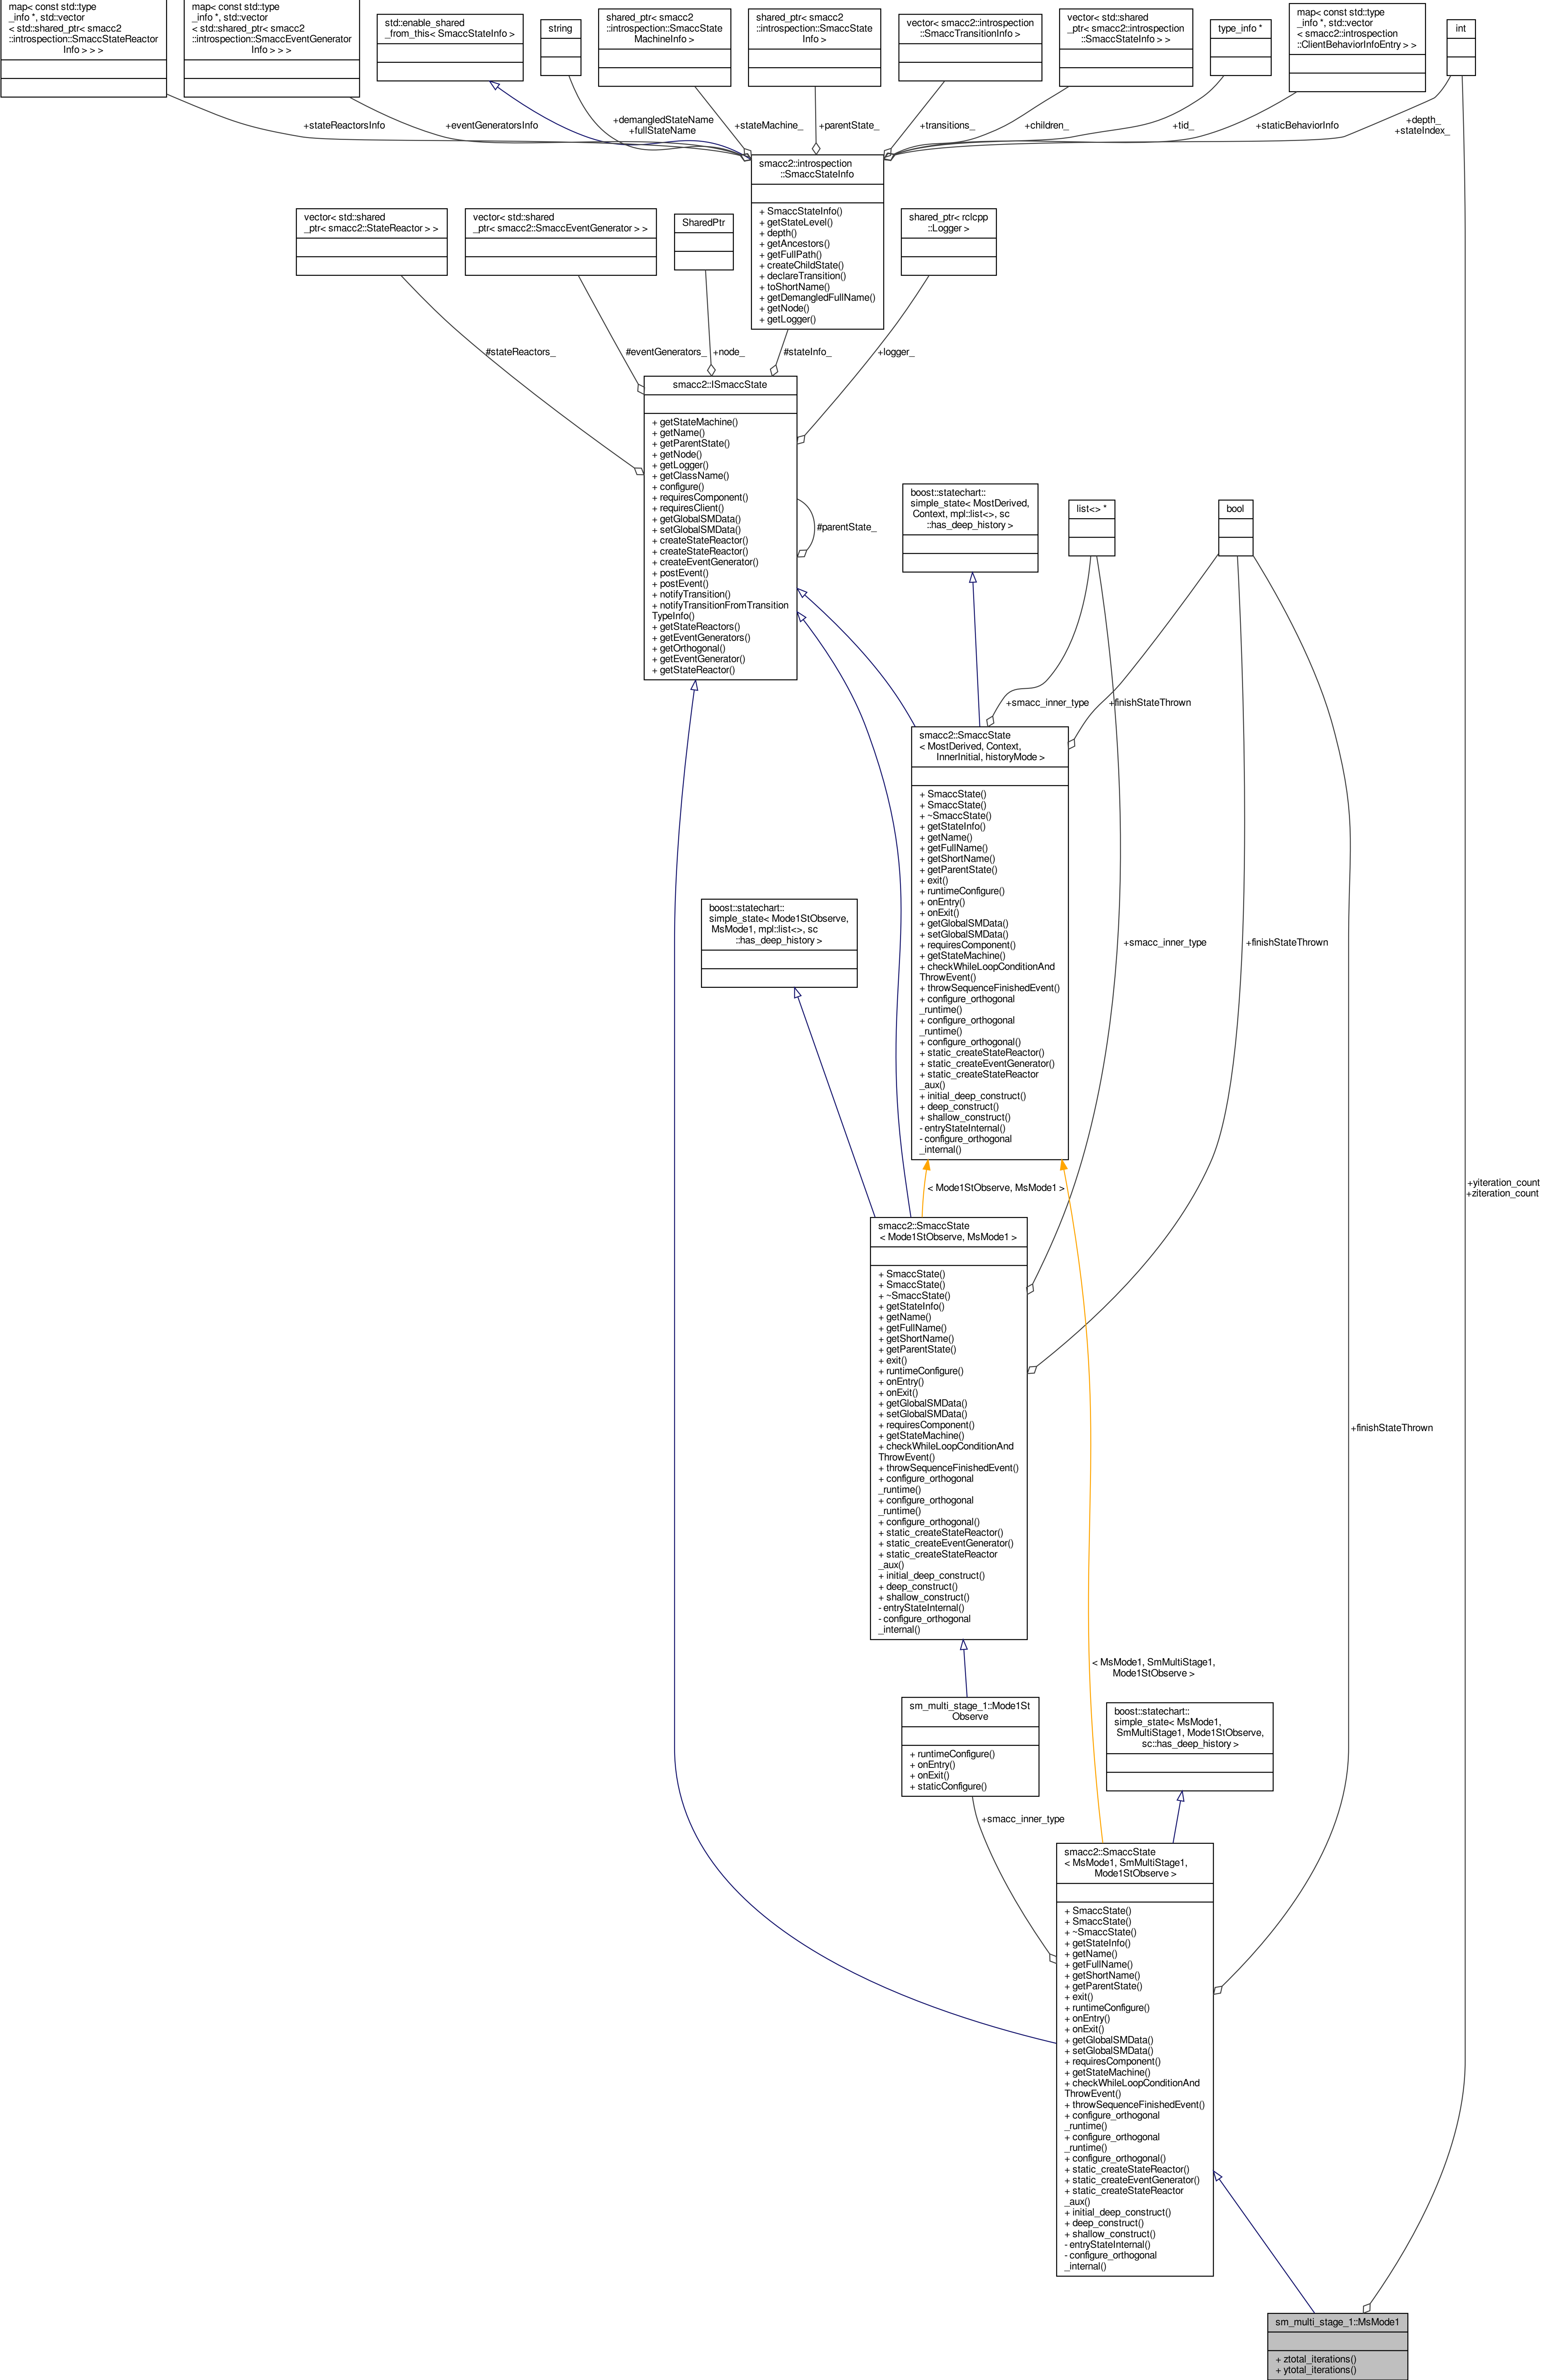 map< const std::type
_info *, std::vector
< std::shared_ptr< smacc2
::introspection::SmaccStateReactor
Info > > >
map< const std::type
_info *, std::vector
< std::shared_ptr< smacc2
::introspection::SmaccEventGenerator
Info > > >
std::enable_shared
_from_this< SmaccStateInfo >
string
shared_ptr< smacc2
::introspection::SmaccState
MachineInfo >
shared_ptr< smacc2
::introspection::SmaccState
Info >
vector< smacc2::introspection
::SmaccTransitionInfo >
vector< std::shared
_ptr< smacc2::introspection
::SmaccStateInfo > >
type_info *
map< const std::type
_info *, std::vector
< smacc2::introspection
::ClientBehaviorInfoEntry > >
int
+stateReactorsInfo
+eventGeneratorsInfo
+demangledStateName
+fullStateName
+stateMachine_
+parentState_
+transitions_
+children_
+tid_
+staticBehaviorInfo
+depth_
+stateIndex_
smacc2::introspection
::SmaccStateInfo
+ SmaccStateInfo()
+ getStateLevel()
+ depth()
+ getAncestors()
+ getFullPath()
+ createChildState()
+ declareTransition()
+ toShortName()
+ getDemangledFullName()
+ getNode()
+ getLogger()
vector< std::shared
_ptr< smacc2::StateReactor > >
vector< std::shared
_ptr< smacc2::SmaccEventGenerator > >
SharedPtr
shared_ptr< rclcpp
::Logger >
#stateReactors_
#eventGenerators_
+node_
#stateInfo_
+logger_
smacc2::ISmaccState
+ getStateMachine()
+ getName()
+ getParentState()
+ getNode()
+ getLogger()
+ getClassName()
+ configure()
+ requiresComponent()
+ requiresClient()
+ getGlobalSMData()
+ setGlobalSMData()
+ createStateReactor()
+ createStateReactor()
+ createEventGenerator()
+ postEvent()
+ postEvent()
+ notifyTransition()
+ notifyTransitionFromTransition
TypeInfo()
+ getStateReactors()
+ getEventGenerators()
+ getOrthogonal()
+ getEventGenerator()
+ getStateReactor()
#parentState_
boost::statechart::
simple_state< MostDerived,
Context, mpl::list<>, sc
::has_deep_history >
list<> *
bool
+smacc_inner_type
+finishStateThrown
smacc2::SmaccState
< MostDerived, Context,
InnerInitial, historyMode >
+ SmaccState()
+ SmaccState()
+ ~SmaccState()
+ getStateInfo()
+ getName()
+ getFullName()
+ getShortName()
+ getParentState()
+ exit()
+ runtimeConfigure()
+ onEntry()
+ onExit()
+ getGlobalSMData()
+ setGlobalSMData()
+ requiresComponent()
+ getStateMachine()
+ checkWhileLoopConditionAnd
ThrowEvent()
+ throwSequenceFinishedEvent()
+ configure_orthogonal
_runtime()
+ configure_orthogonal
_runtime()
+ configure_orthogonal()
+ static_createStateReactor()
+ static_createEventGenerator()
+ static_createStateReactor
_aux()
+ initial_deep_construct()
+ deep_construct()
+ shallow_construct()
- entryStateInternal()
- configure_orthogonal
_internal()
boost::statechart::
simple_state< Mode1StObserve,
MsMode1, mpl::list<>, sc
::has_deep_history >
+smacc_inner_type
+finishStateThrown
< Mode1StObserve, MsMode1 >
+yiteration_count
+ziteration_count
smacc2::SmaccState
< Mode1StObserve, MsMode1 >
+ SmaccState()
+ SmaccState()
+ ~SmaccState()
+ getStateInfo()
+ getName()
+ getFullName()
+ getShortName()
+ getParentState()
+ exit()
+ runtimeConfigure()
+ onEntry()
+ onExit()
+ getGlobalSMData()
+ setGlobalSMData()
+ requiresComponent()
+ getStateMachine()
+ checkWhileLoopConditionAnd
ThrowEvent()
+ throwSequenceFinishedEvent()
+ configure_orthogonal
_runtime()
+ configure_orthogonal
_runtime()
+ configure_orthogonal()
+ static_createStateReactor()
+ static_createEventGenerator()
+ static_createStateReactor
_aux()
+ initial_deep_construct()
+ deep_construct()
+ shallow_construct()
- entryStateInternal()
- configure_orthogonal
_internal()
+finishStateThrown
< MsMode1, SmMultiStage1,
Mode1StObserve >
sm_multi_stage_1::Mode1St
Observe
+ runtimeConfigure()
+ onEntry()
+ onExit()
+ staticConfigure()
boost::statechart::
simple_state< MsMode1,
SmMultiStage1, Mode1StObserve,
sc::has_deep_history >
+smacc_inner_type
smacc2::SmaccState
< MsMode1, SmMultiStage1,
Mode1StObserve >
+ SmaccState()
+ SmaccState()
+ ~SmaccState()
+ getStateInfo()
+ getName()
+ getFullName()
+ getShortName()
+ getParentState()
+ exit()
+ runtimeConfigure()
+ onEntry()
+ onExit()
+ getGlobalSMData()
+ setGlobalSMData()
+ requiresComponent()
+ getStateMachine()
+ checkWhileLoopConditionAnd
ThrowEvent()
+ throwSequenceFinishedEvent()
+ configure_orthogonal
_runtime()
+ configure_orthogonal
_runtime()
+ configure_orthogonal()
+ static_createStateReactor()
+ static_createEventGenerator()
+ static_createStateReactor
_aux()
+ initial_deep_construct()
+ deep_construct()
+ shallow_construct()
- entryStateInternal()
- configure_orthogonal
_internal()
sm_multi_stage_1::MsMode1
+ ztotal_iterations()
+ ytotal_iterations()